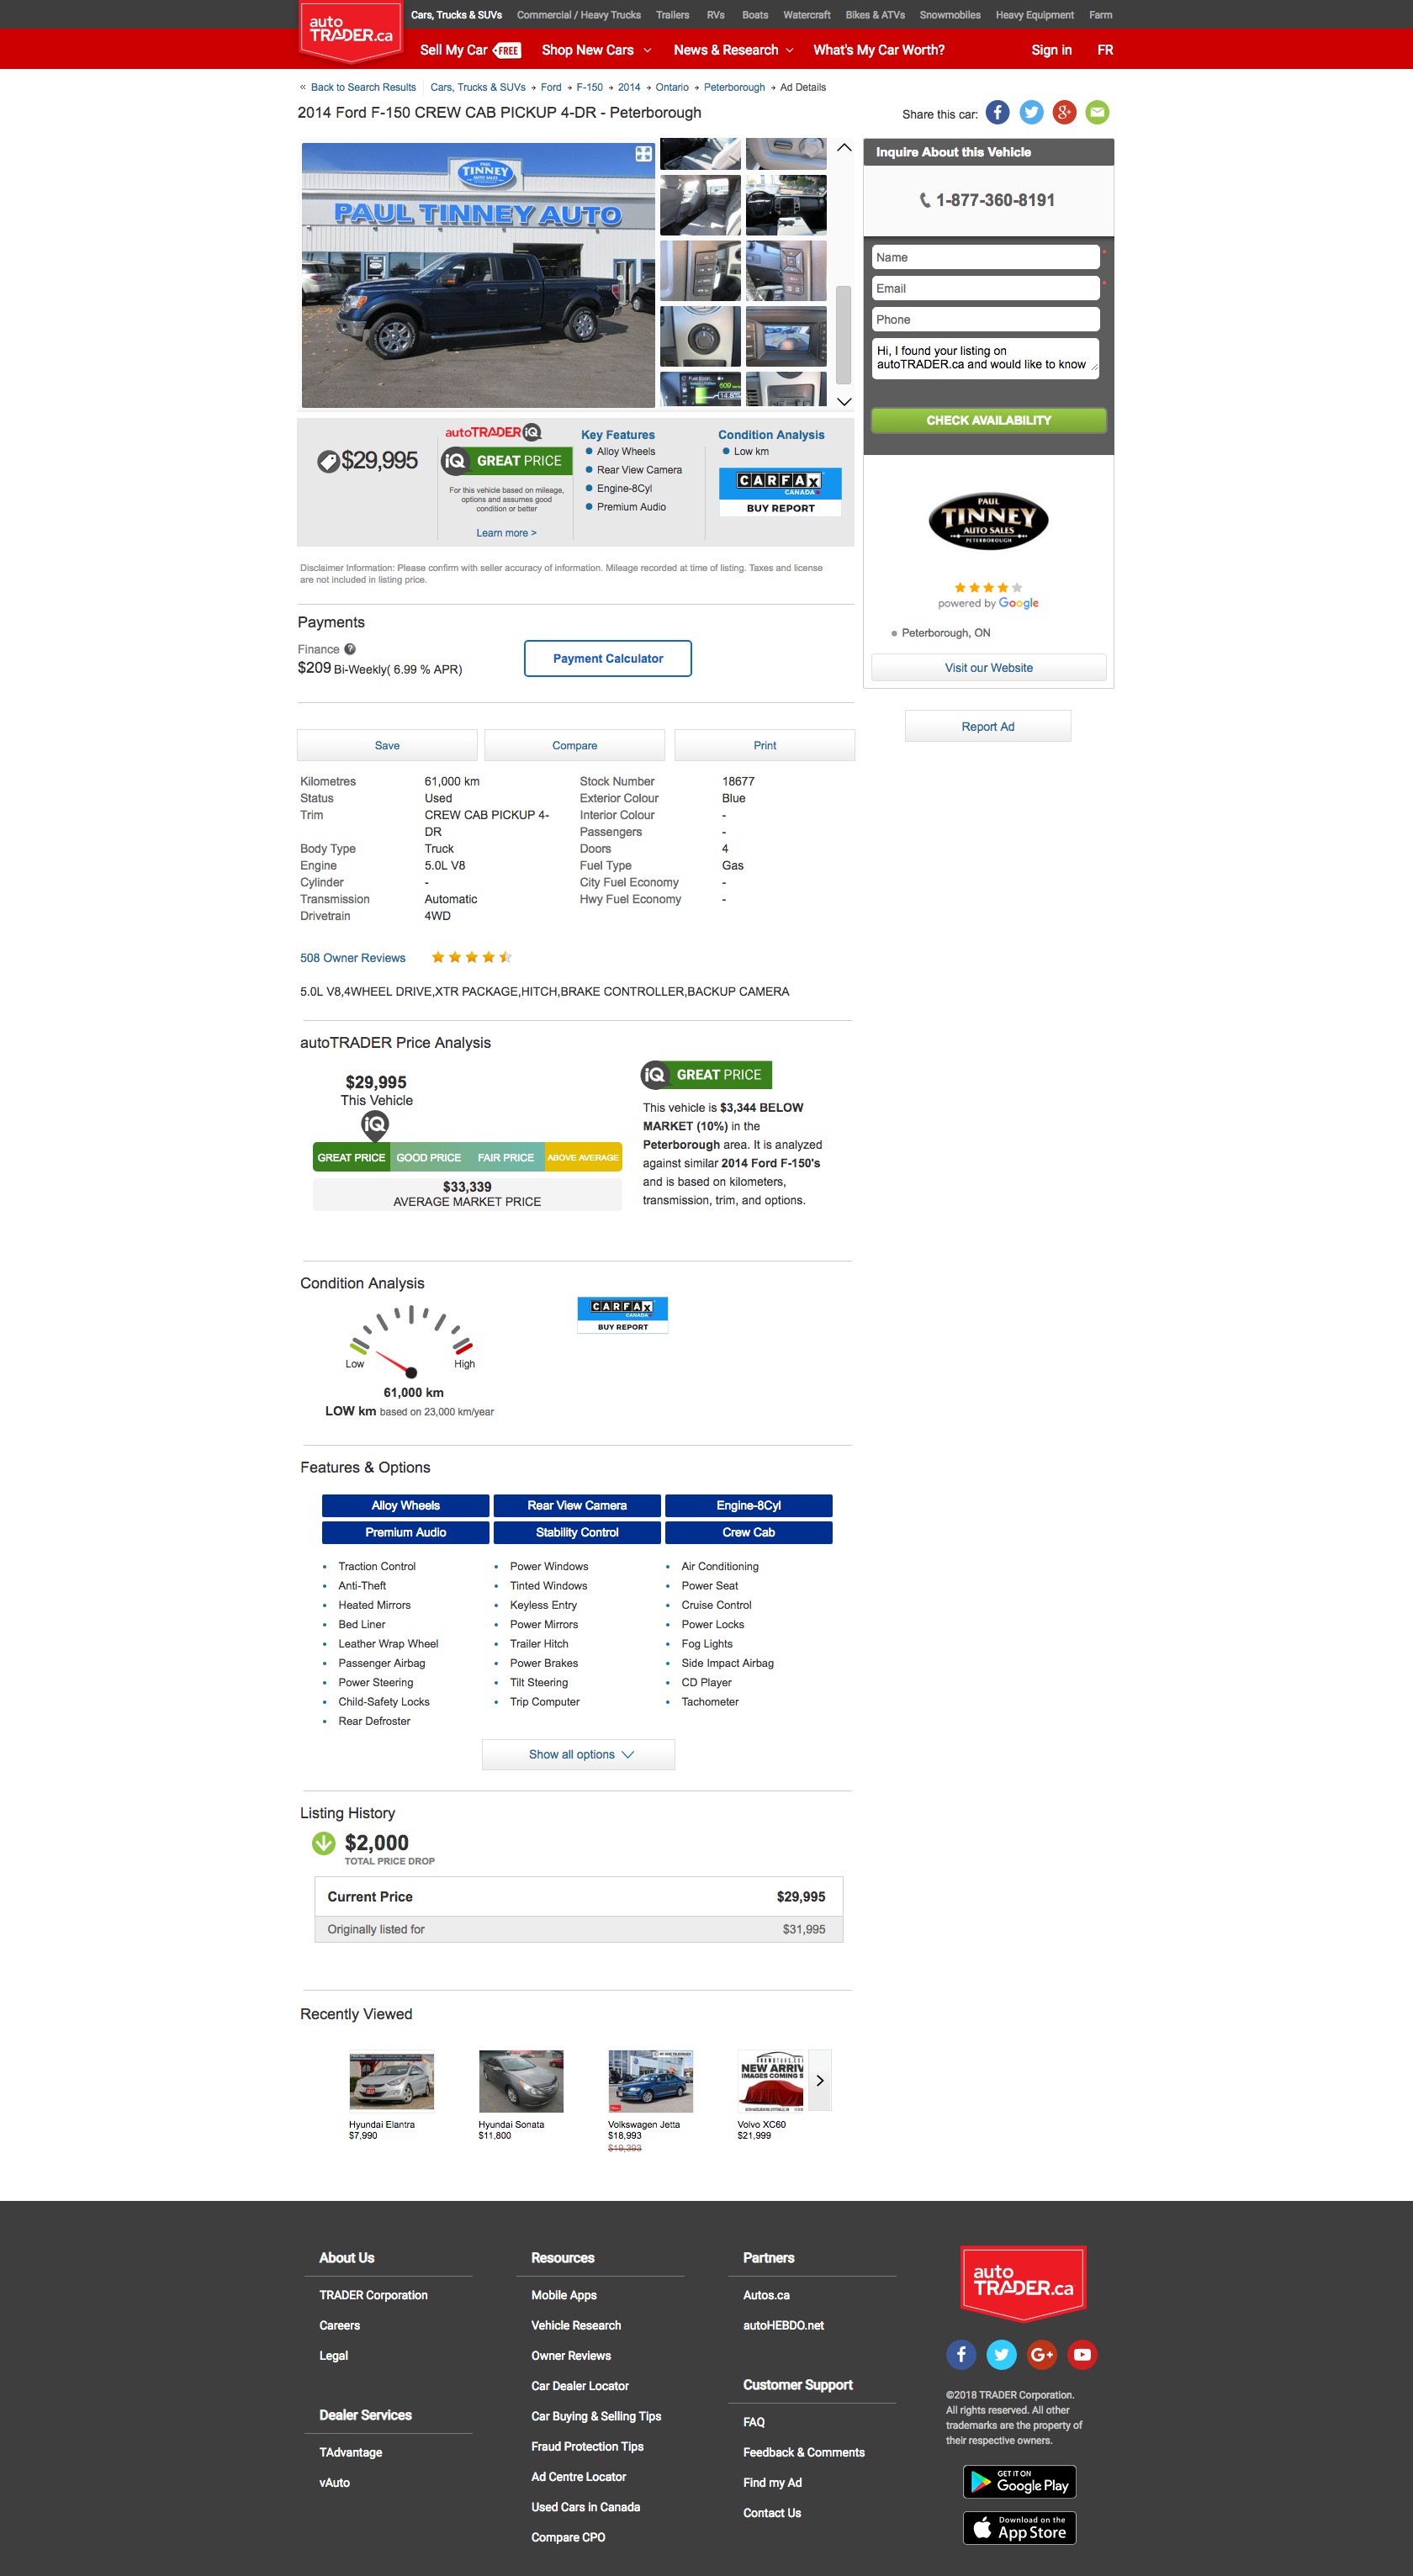 auto
TRADER.ca
Cars, Trucks & SUVs Commercial / Heavy Trucks Trailers RVs Boats Watercraft Bikes & ATVs Snowmobiles Heavy Equipment Farm
Sell My Car FREE Shop New Cars News & Research What's My Car Worth? Sign in FR
« Back to Search Results Cars, Trucks & SUVs Ford F-150 2014 Ontario Peterborough Ad Details
2014 Ford F-150 CREW CAB PICKUP 4-DR - Peterborough
Share this car:
PAUL
TINNEY
AUTO SALES
PAUL TINNEY AUTO
Inquire About this Vehicle
1-877-360-8191
Name *
Email *
Phone
Hi, I found your listing on
autoTRADER.ca and would like to know
CHECK AVAILABILITY
$29,995
autoTRADER iQ
iQ GREAT PRICE
For this vehicle based on mileage,
options and assumes good
condition or better
Learn more >
Key Features
Alloy Wheels
Rear View Camera
Engine-8Cyl
Premium Audio
Condition Analysis
Low km
CARFAX
CANADA
BUY REPORT
PAUL
TINNEY
AUTO SALES
PETERBOROUGH
powered by Google
Peterborough, ON
Visit our Website
Report Ad
Disclaimer Information: Please confirm with seller accuracy of information. Mileage recorded at time of listing. Taxes and license
are not included in listing price.
Payments
Finance ?
$209 Bi-Weekly( 6.99 % APR)
Payment Calculator
Save Compare Print
Kilometres 61,000 km Stock Number 18677
Status Used Exterior Colour Blue
Trim CREW CAB PICKUP 4- Interior Colour -
DR Passengers -
Body Type Truck Doors 4
Engine 5.0L V8 Fuel Type Gas
Cylinder - City Fuel Economy -
Transmission Automatic Hwy Fuel Economy -
Drivetrain 4WD
508 Owner Reviews
5.0L V8,4WHEEL DRIVE,XTR PACKAGE,HITCH,BRAKE CONTROLLER,BACKUP CAMERA
autoTRADER Price Analysis
$29,995
This Vehicle
iQ
GREAT PRICE GOOD PRICE FAIR PRICE ABOVE AVERAGE
$33,339
AVERAGE MARKET PRICE
iQ GREAT PRICE
This vehicle is $3,344 BELOW
MARKET (10%) in the
Peterborough area. It is analyzed
against similar 2014 Ford F-150's
and is based on kilometers,
transmission, trim, and options.
Condition Analysis
Low High
61,000 km
LOW km based on 23,000 km/year
CARFAX
CANADA
BUY REPORT
Features & Options
Alloy Wheels Rear View Camera Engine-8Cyl
Premium Audio Stability Control Crew Cab
Traction Control Power Windows Air Conditioning
Anti-Theft Tinted Windows Power Seat
Heated Mirrors Keyless Entry Cruise Control
Bed Liner Power Mirrors Power Locks
Leather Wrap Wheel Trailer Hitch Fog Lights
Passenger Airbag Power Brakes Side Impact Airbag
Power Steering Tilt Steering CD Player
Child-Safety Locks Trip Computer Tachometer
Rear Defroster
Show all options
Listing History
$2,000
TOTAL PRICE DROP
Current Price $29,995
Originally listed for $31,995
Recently Viewed
NEW ARRIV
IMAGES COMING S
Hyundai Elantra Hyundai Sonata Volkswagen Jetta Volvo XC60
$7,990 $11,800 $18,993 $21,999
$19,393
About Us
TRADER Corporation
Careers
Legal
Dealer Services
TAdvantage
vAuto
Resources
Mobile Apps
Vehicle Research
Owner Reviews
Car Dealer Locator
Car Buying & Selling Tips
Fraud Protection Tips
Ad Centre Locator
Used Cars in Canada
Compare CPO
Partners
Autos.ca
autoHEBDO.net
Customer Support
FAQ
Feedback & Comments
Find my Ad
Contact Us
auto
TRADER.ca
©2018 TRADER Corporation.
All rights reserved. All other
trademarks are the property of
their respective owners.
GET IT ON
Google Play
Download on the
App Store